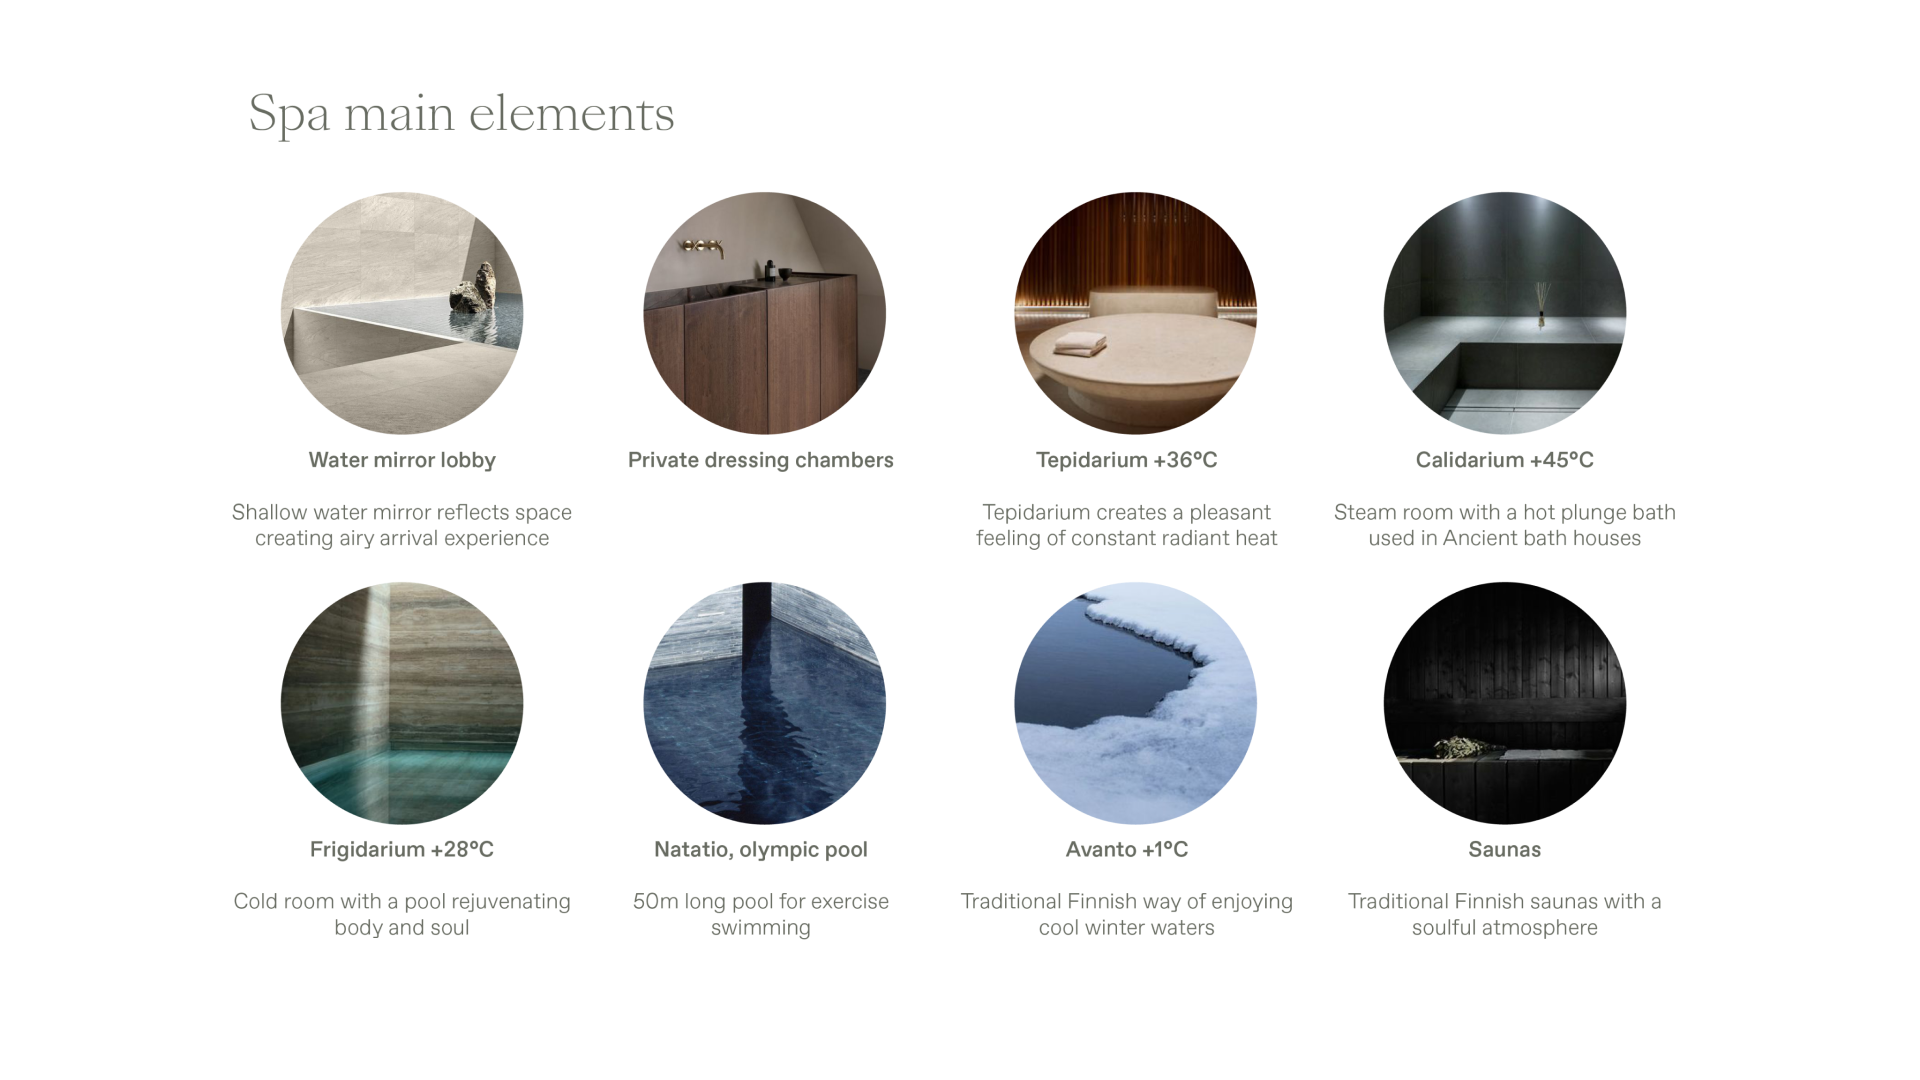 Spa main elements
Water mirror lobby
Shallow water mirror reflects space
creating airy arrival experience
Private dressing chambers
Tepidarium +36°C
Tepidarium creates a pleasant
feeling of constant radiant heat
Calidarium +45°C
Steam room with a hot plunge bath
used in Ancient bath houses
Frigidarium +28°C
Cold room with a pool rejuvenating
body and soul
Natatio, olympic pool
50m long pool for exercise
swimming
Avanto +1°C
Traditional Finnish way of enjoying
cool winter waters
Saunas
Traditional Finnish saunas with a
soulful atmosphere